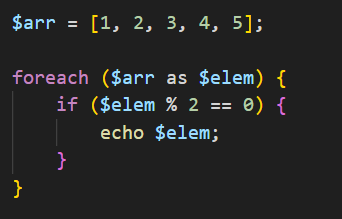 $arr = [1, 2, 3, 4, 5];
foreach ($arr as $elem) {
    if ($elem % 2 == 0) {
        echo $elem;
    }
}